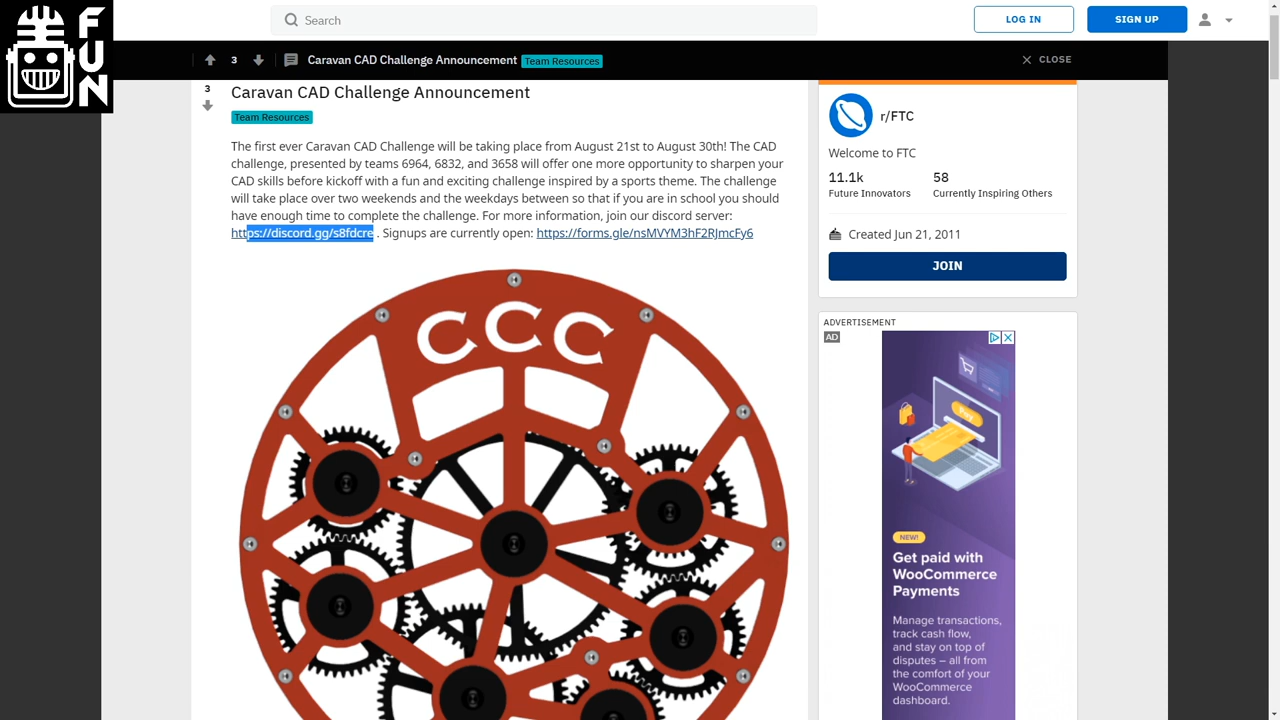 FUN
Search
LOG IN
SIGN UP
3
Caravan CAD Challenge Announcement
Team Resources
CLOSE
3
Caravan CAD Challenge Announcement
Team Resources
The first ever Caravan CAD Challenge will be taking place from August 21st to August 30th! The CAD
challenge, presented by teams 6964, 6832, and 3658 will offer one more opportunity to sharpen your
CAD skills before kickoff with a fun and exciting challenge inspired by a sports theme. The challenge
will take place over two weekends and the weekdays between so that if you are in school you should
have enough time to complete the challenge. For more information, join our discord server:
https://discord.gg/s8fdcre . Signups are currently open: https://forms.gle/nsMVYM3hF2RJmcFy6
CCC
r/FTC
Welcome to FTC
11.1k
58
Future Innovators
Currently Inspiring Others
Created Jun 21, 2011
JOIN
ADVERTISEMENT
AD
Pay
NEW!
Get paid with
WooCommerce
Payments
Manage transactions,
track cash flow,
and stay on top of
disputes – all from
the comfort of your
WooCommerce
dashboard.